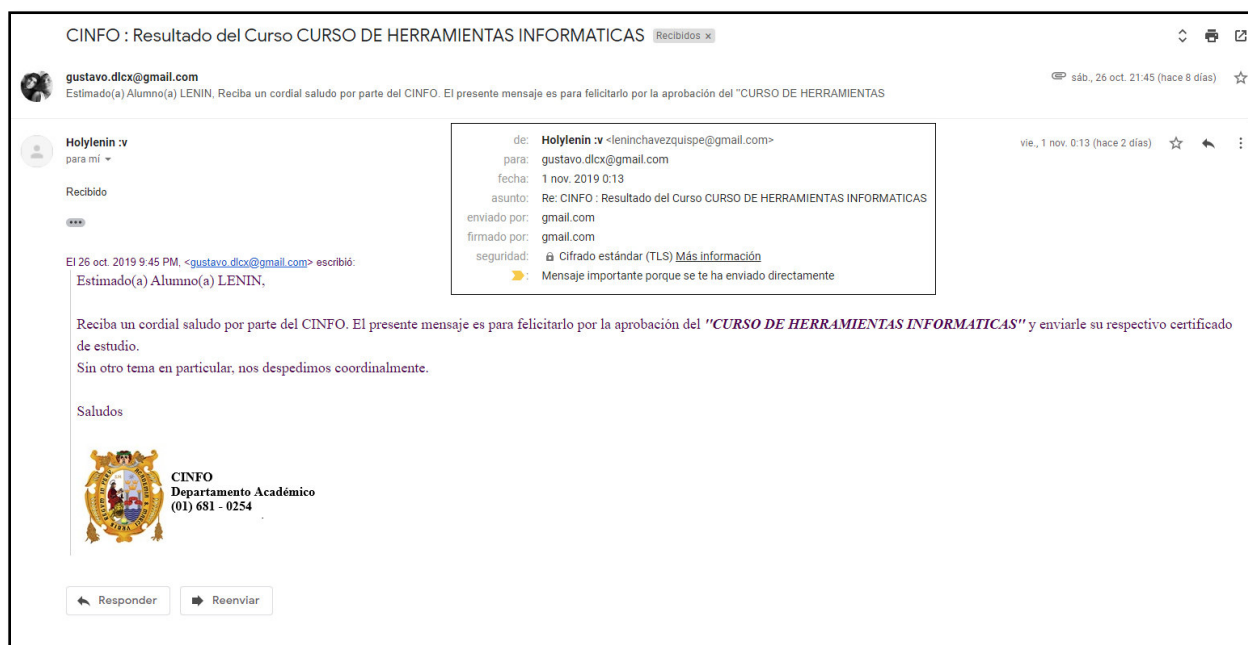 CINFO : Resultado del Curso CURSO DE HERRAMIENTAS INFORMATICAS Recibidos x
gustavo.dlcx@gmail.com
sáb., 26 oct. 21:45 (hace 8 días)
Estimado(a) Alumno(a) LENIN, Reciba un cordial saludo por parte del CINFO. El presente mensaje es para felicitarlo por la aprobación del "CURSO DE HERRAMIENTAS
Holylenin :v
vie., 1 nov. 0:13 (hace 2 días)
para mí
de: Holylenin :v <leninchavezquispe@gmail.com>
para: gustavo.dlcx@gmail.com
fecha: 1 nov. 2019 0:13
asunto: Re: CINFO : Resultado del Curso CURSO DE HERRAMIENTAS INFORMATICAS
enviado por: gmail.com
firmado por: gmail.com
seguridad: Cifrado estándar (TLS) Más información
: Mensaje importante porque se te ha enviado directamente
Recibido
El 26 oct. 2019 9:45 PM, <gustavo.dlcx@gmail.com> escribió:
Estimado(a) Alumno(a) LENIN,
Reciba un cordial saludo por parte del CINFO. El presente mensaje es para felicitarlo por la aprobación del "CURSO DE HERRAMIENTAS INFORMATICAS" y enviarle su respectivo certificado
de estudio.
Sin otro tema en particular, nos despedimos coordinalmente.
Saludos
CINFO
Departamento Académico
(01) 681 - 0254
Responder
Reenviar